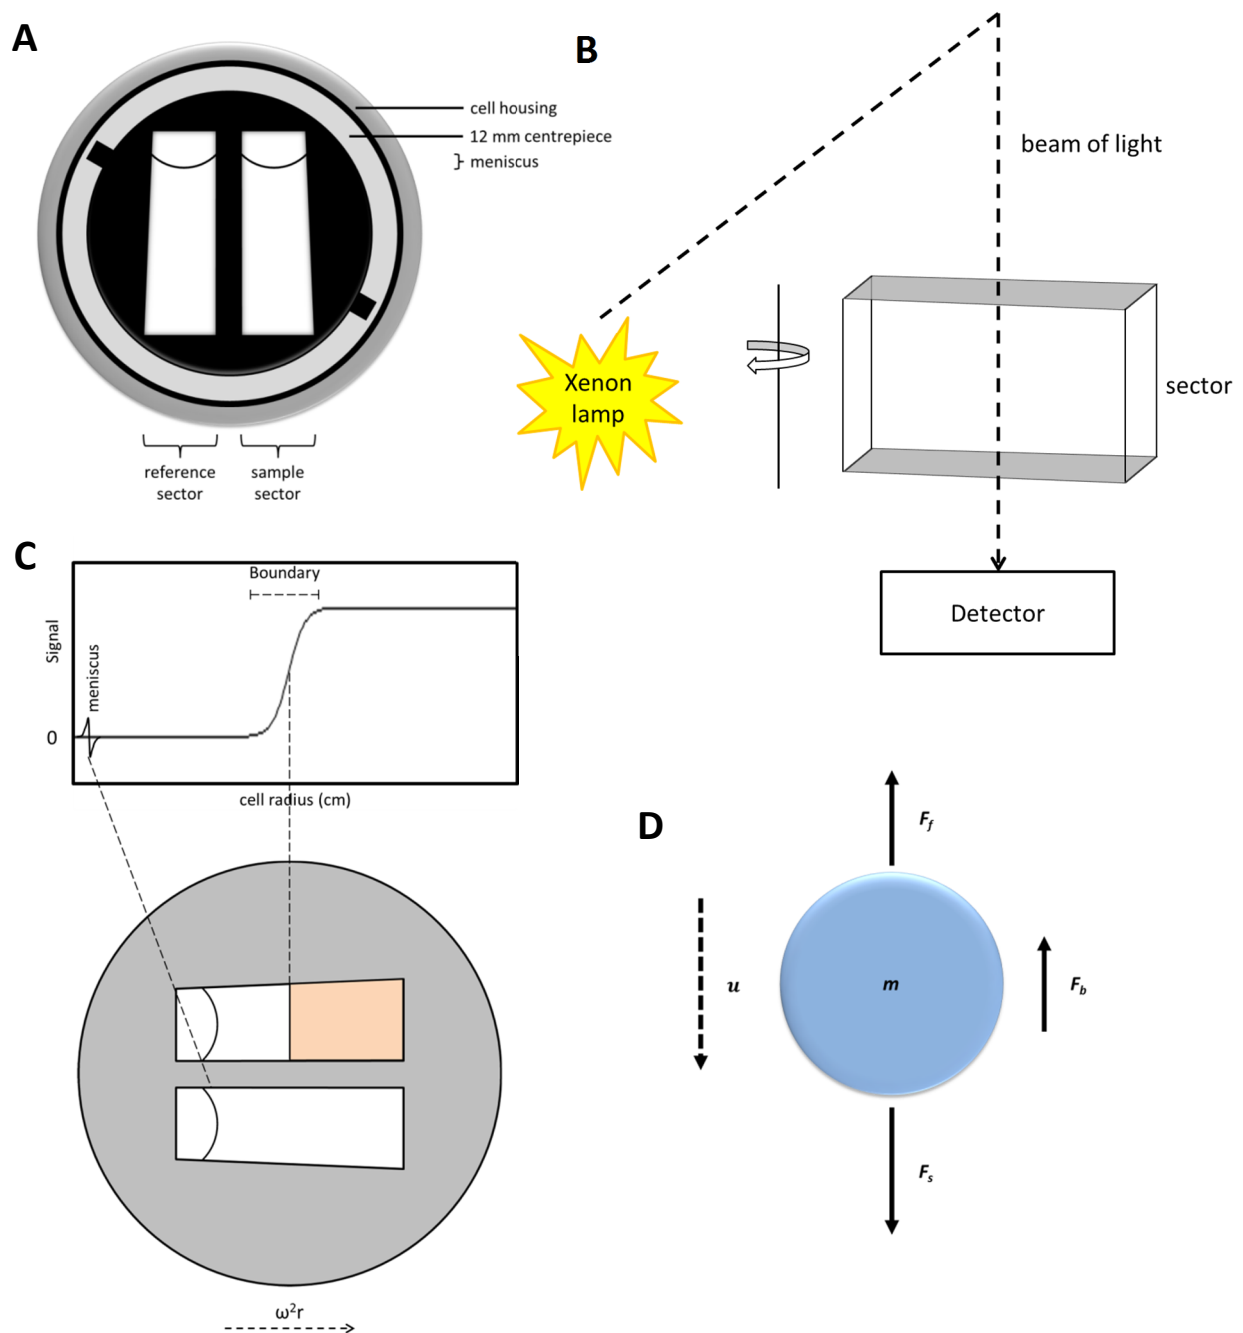 A
cell housing
12 mm centrepiece
} meniscus
reference
sector
sample
sector
B
beam of light
Xenon
lamp
sector
Detector
C
Boundary
Signal
meniscus
0
cell radius (cm)
ω²r
D
F_f
u
m
F_b
F_s